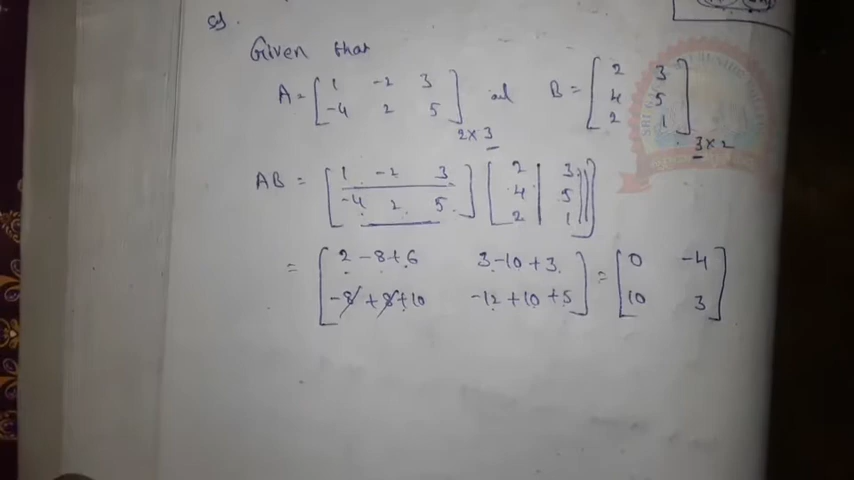 Sol.
Given that
A = [1 -2 3
-4 2 5] 2×3 and B = [2 3
4 5
2 1] 3×2
AB = [1 -2 3
-4 2 5] [2 3
4 5
2 1]
= [2-8+6 3-10+3
-8+8+10 -12+10+5] = [0 -4
10 3]